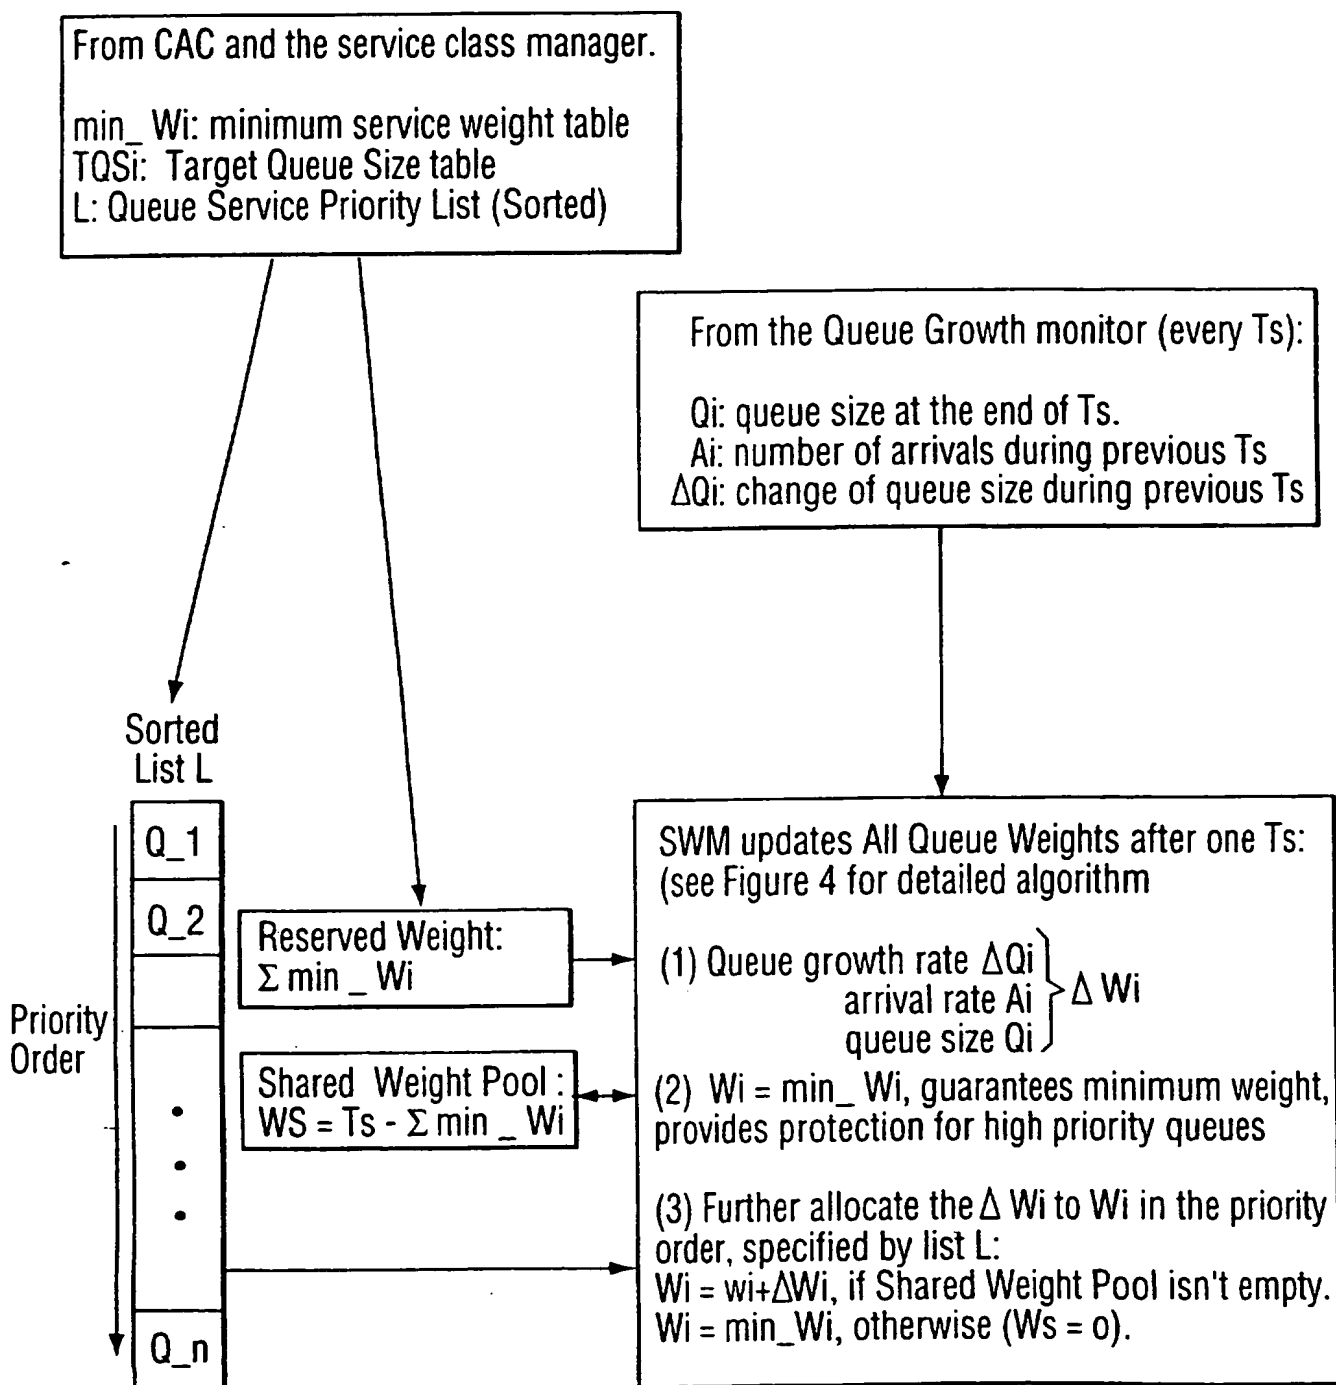 From CAC and the service class manager.
min_ Wi: minimum service weight table
TQSi: Target Queue Size table
L: Queue Service Priority List (Sorted)
From the Queue Growth monitor (every Ts):
Qi: queue size at the end of Ts.
Ai: number of arrivals during previous Ts
ΔQi: change of queue size during previous Ts
Sorted
List L
Q_1
Q_2
Q_n
Priority
Order
Reserved Weight:
Σ min _ Wi
Shared Weight Pool :
WS = Ts - Σ min _ Wi
SWM updates All Queue Weights after one Ts:
(see Figure 4 for detailed algorithm
(1) Queue growth rate ΔQi
arrival rate Ai
queue size Qi
Δ Wi
(2) Wi = min_ Wi, guarantees minimum weight,
provides protection for high priority queues
(3) Further allocate the Δ Wi to Wi in the priority
order, specified by list L:
Wi = wi+ΔWi, if Shared Weight Pool isn't empty.
Wi = min_Wi, otherwise (Ws = o).